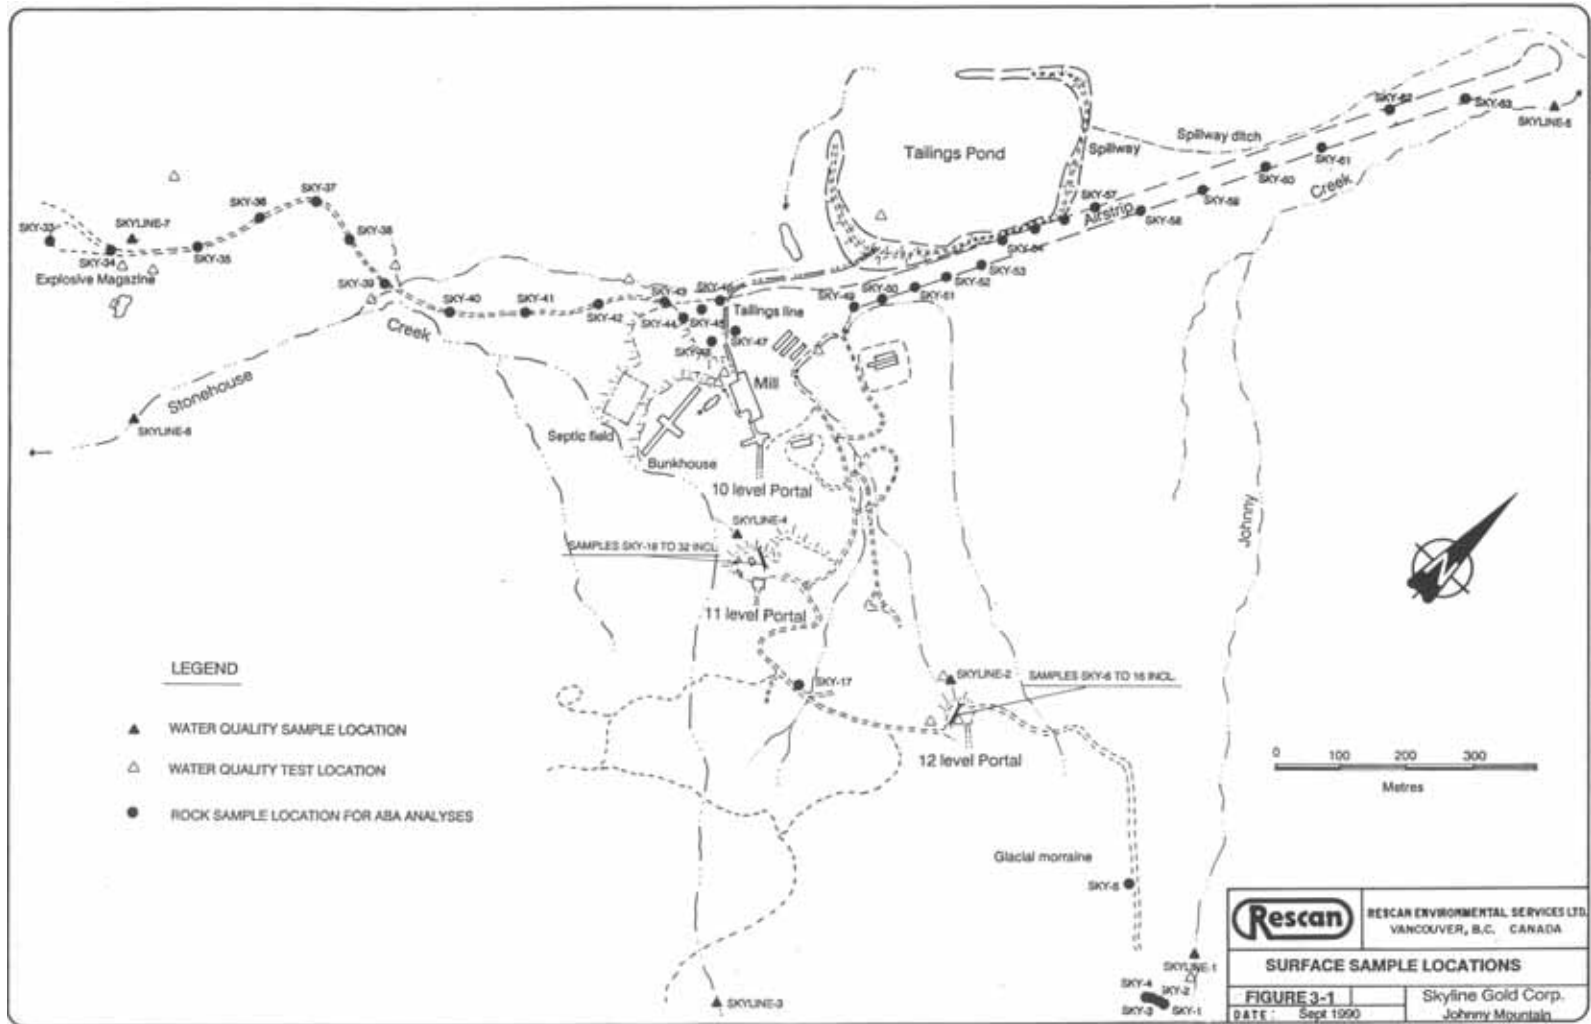 SKY-62
SKY-63
SKYLINE-5
Spillway ditch
Spillway
Tailings Pond
SKY-61
SKY-60
Creek
SKY-59
SKY-58
SKY-57
Airstrip
SKY-37
SKY-36
SKY-33
SKYLINE-7
SKY-38
SKY-34
SKY-35
Explosive Magazine
SKY-39
SKY-54
SKY-53
SKY-52
SKY-51
SKY-50
SKY-49
SKY-40
SKY-41
SKY-42
SKY-43
SKY-44
SKY-45
SKY-46
Tailings line
SKY-47
SKY-48
Creek
Stonehouse
SKYLINE-6
Mill
Septic field
Bunkhouse
10 level Portal
SKYLINE-4
SAMPLES SKY-18 TO 32 INCL.
11 level Portal
Johnny
N
LEGEND
WATER QUALITY SAMPLE LOCATION
WATER QUALITY TEST LOCATION
ROCK SAMPLE LOCATION FOR ABA ANALYSES
SKY-17
SKYLINE-2
SAMPLES SKY-6 TO 16 INCL.
12 level Portal
0 100 200 300
Metres
Glacial morraine
SKY-5
SKYLINE-1
SKY-4
SKY-2
SKY-3
SKY-1
SKYLINE-3
Rescan
RESCAN ENVIRONMENTAL SERVICES LTD.
VANCOUVER, B.C. CANADA
SURFACE SAMPLE LOCATIONS
FIGURE 3-1
Skyline Gold Corp.
DATE: Sept 1990
Johnny Mountain